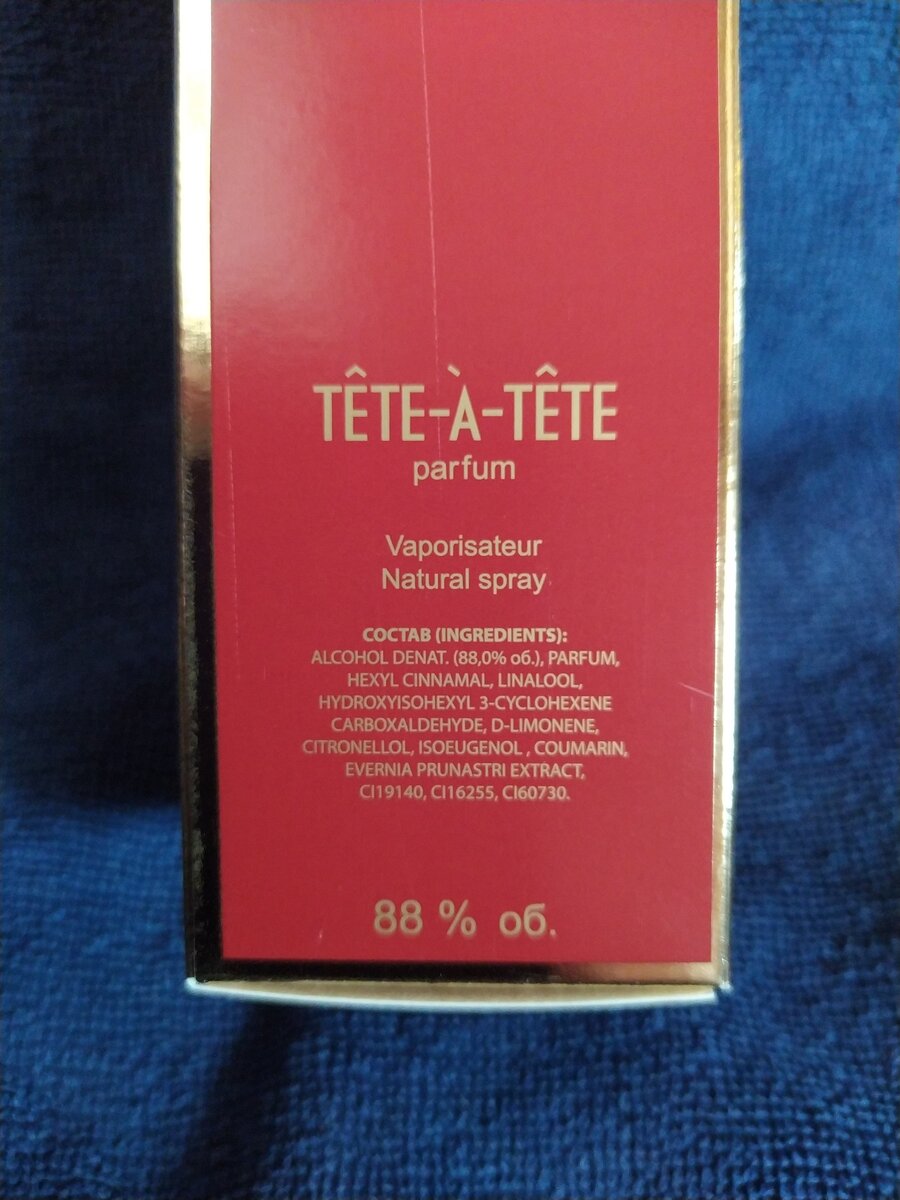 TÊTE-À-TÊTE
parfum
Vaporisateur
Natural spray
СОСТАВ (INGREDIENTS):
ALCOHOL DENAT. (88,0% об.), PARFUM,
HEXYL CINNAMAL, LINALOOL,
HYDROXYISOHEXYL 3-CYCLOHEXENE
CARBOXALDEHYDE, D-LIMONENE,
CITRONELLOL, ISOEUGENOL , COUMARIN,
EVERNIA PRUNASTRI EXTRACT,
CI19140, CI16255, CI60730.
88 % об.